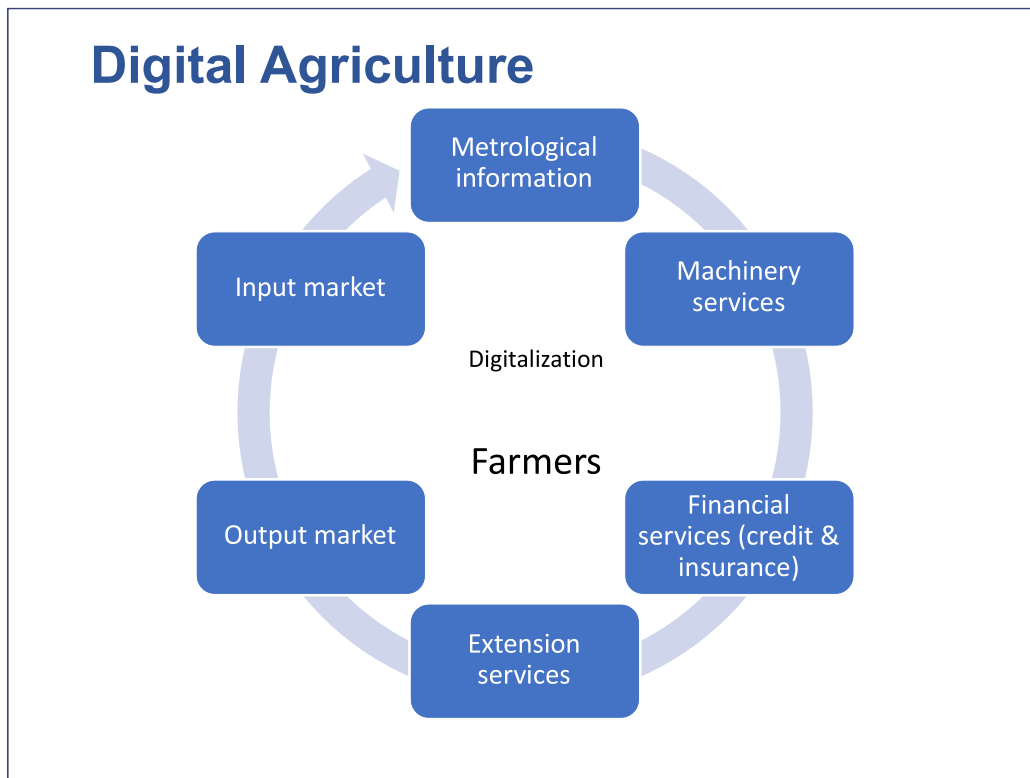 Digital Agriculture
Metrological
information
Machinery
services
Financial
services (credit &
insurance)
Extension
services
Output market
Input market
Digitalization
Farmers